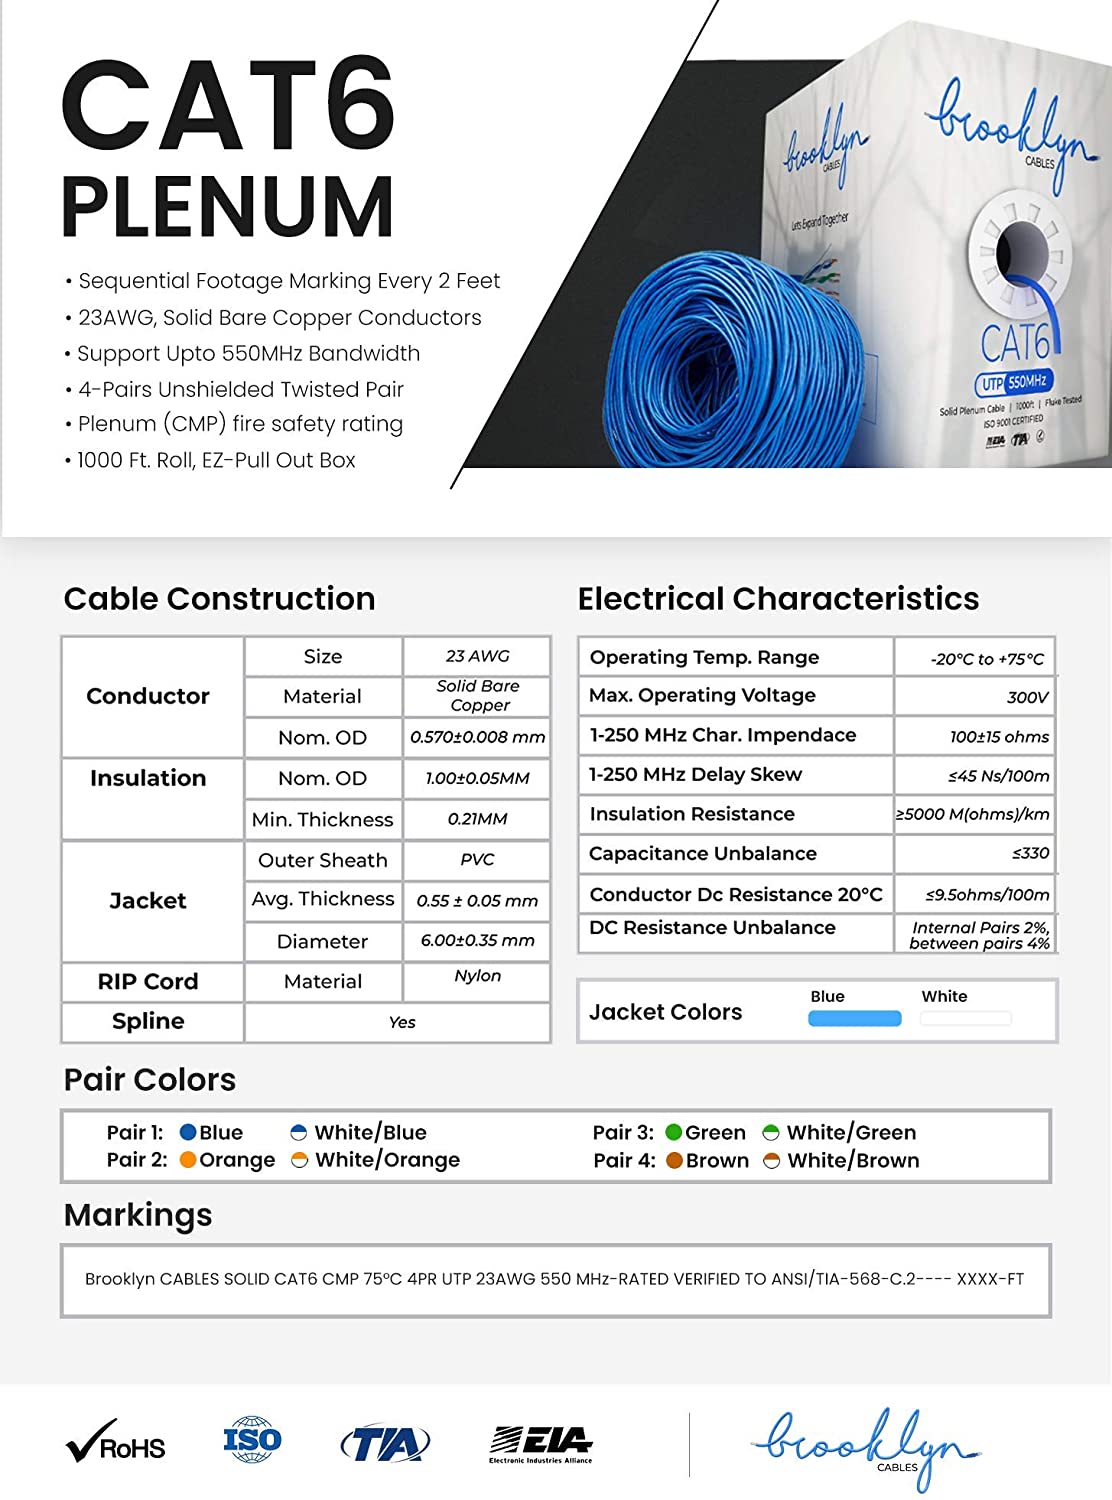 CAT6
PLENUM
• Sequential Footage Marking Every 2 Feet
• 23AWG, Solid Bare Copper Conductors
• Support Upto 550MHz Bandwidth
• 4-Pairs Unshielded Twisted Pair
• Plenum (CMP) fire safety rating
• 1000 Ft. Roll, EZ-Pull Out Box
brooklyn
CABLES
Lets Expand Together
brooklyn
CABLES
CAT6
UTP 550MHz
Solid Plenum Cable | 1000ft | Fluke Tested
ISO 9001 CERTIFIED
EIA TIA
Cable Construction
Conductor
Size
23 AWG
Material
Solid Bare
Copper
Nom. OD
0.570±0.008 mm
Insulation
Nom. OD
1.00±0.05MM
Min. Thickness
0.21MM
Jacket
Outer Sheath
PVC
Avg. Thickness
0.55 ± 0.05 mm
Diameter
6.00±0.35 mm
RIP Cord
Material
Nylon
Spline
Yes
Electrical Characteristics
Operating Temp. Range
-20°C to +75°C
Max. Operating Voltage
300V
1-250 MHz Char. Impendace
100±15 ohms
1-250 MHz Delay Skew
≤45 Ns/100m
Insulation Resistance
≥5000 M(ohms)/km
Capacitance Unbalance
≤330
Conductor Dc Resistance 20°C
≤9.5ohms/100m
DC Resistance Unbalance
Internal Pairs 2%,
between pairs 4%
Jacket Colors
Blue
White
Pair Colors
Pair 1: Blue White/Blue
Pair 2: Orange White/Orange
Pair 3: Green White/Green
Pair 4: Brown White/Brown
Markings
Brooklyn CABLES SOLID CAT6 CMP 75°C 4PR UTP 23AWG 550 MHz-RATED VERIFIED TO ANSI/TIA-568-C.2---- XXXX-FT
RoHS
ISO
TIA
EIA
Electronic Industries Alliance
brooklyn
CABLES